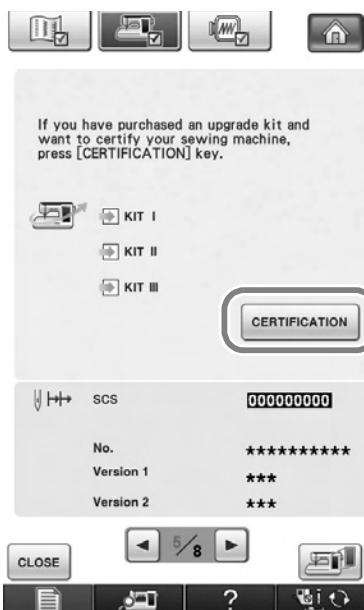 If you have purchased an upgrade kit and
want to certify your sewing machine,
press [CERTIFICATION] key.
KIT I
KIT II
KIT III
CERTIFICATION
SCS 000000000
No. **********
Version 1 ***
Version 2 ***
5/8
CLOSE
?